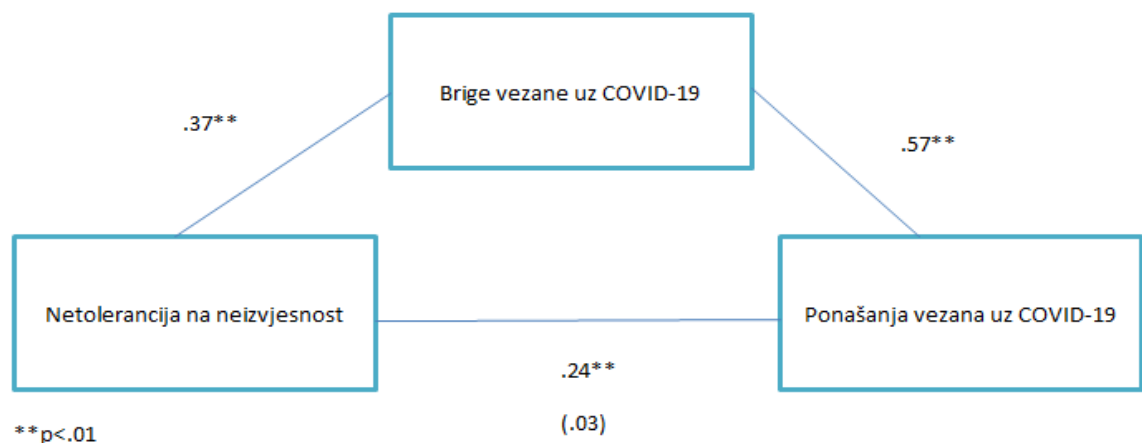 Brige vezane uz COVID-19
.37**
.57**
Netolerancija na neizvjesnost
Ponašanja vezana uz COVID-19
.24**
(.03)
**p<.01